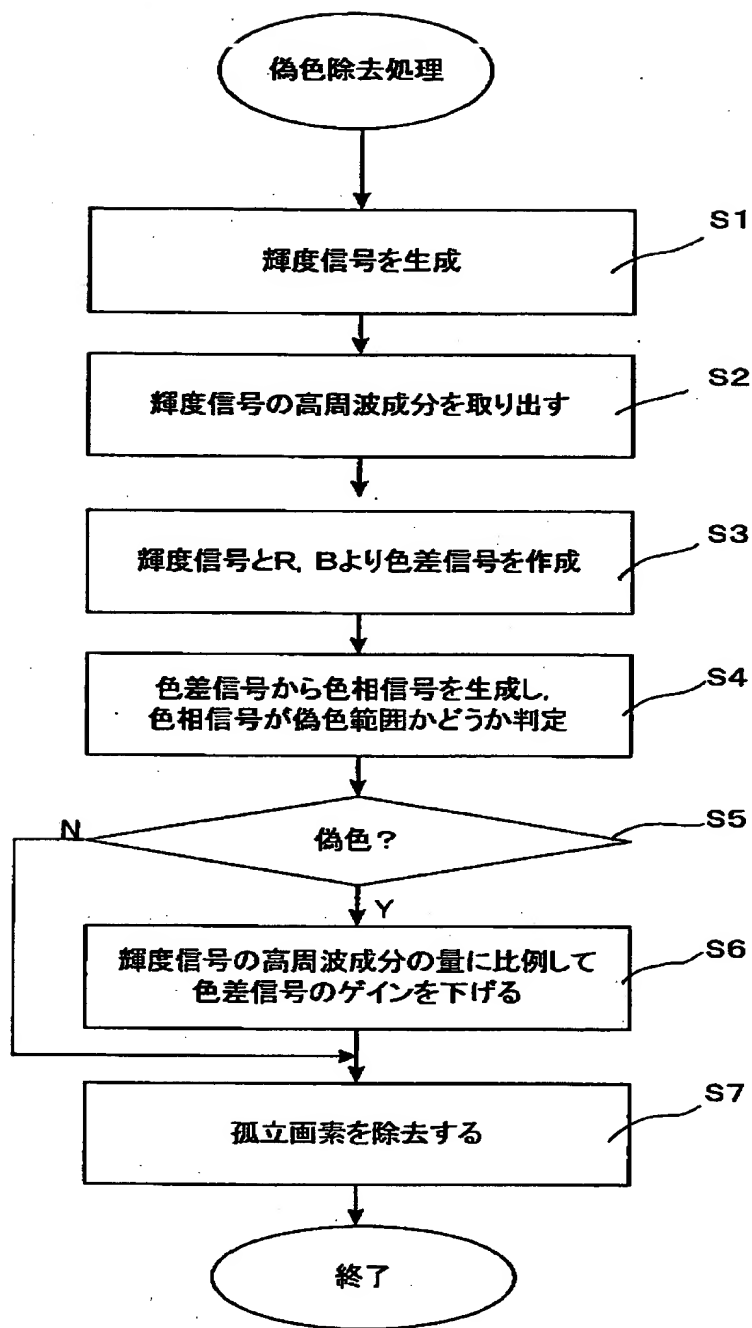 偽色除去処理
S1
輝度信号を生成
S2
輝度信号の高周波成分を取り出す
S3
輝度信号とR, Bより色差信号を作成
S4
色差信号から色相信号を生成し,
色相信号が偽色範囲かどうか判定
S5
N
偽色?
Y
S6
輝度信号の高周波成分の量に比例して
色差信号のゲインを下げる
S7
孤立画素を除去する
終了